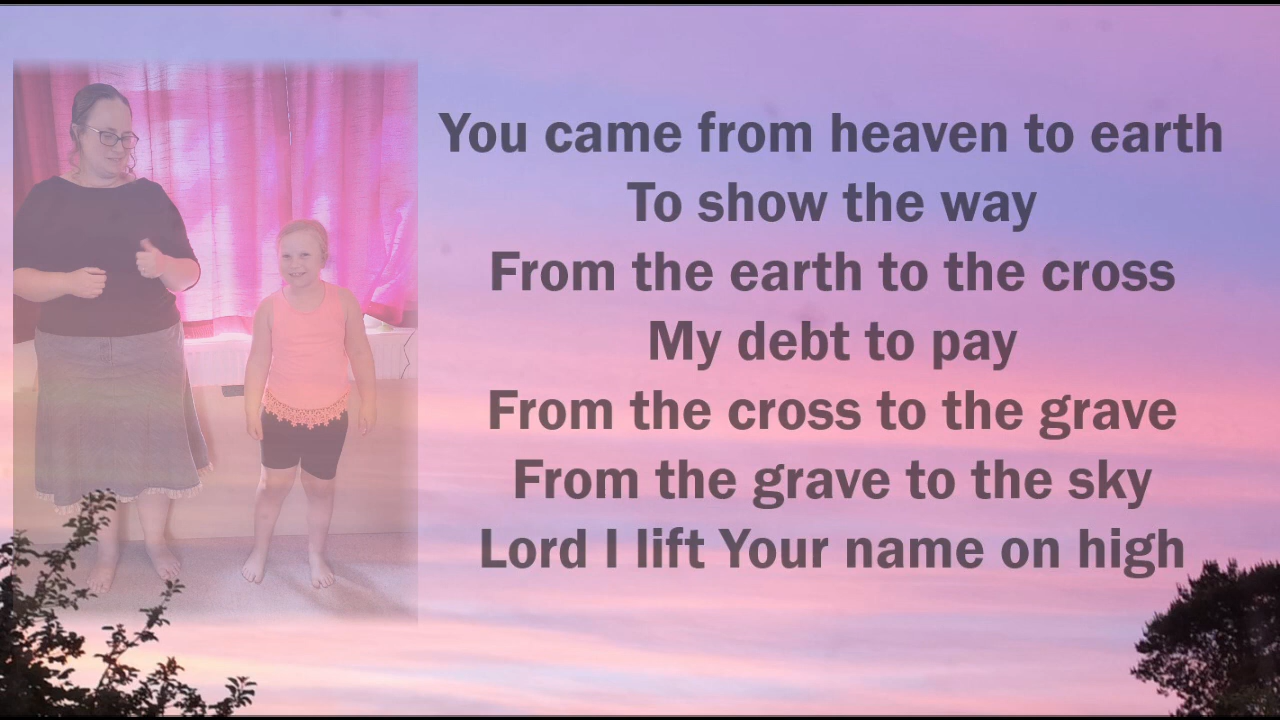 You came from heaven to earth
To show the way
From the earth to the cross
My debt to pay
From the cross to the grave
From the grave to the sky
Lord I lift Your name on high